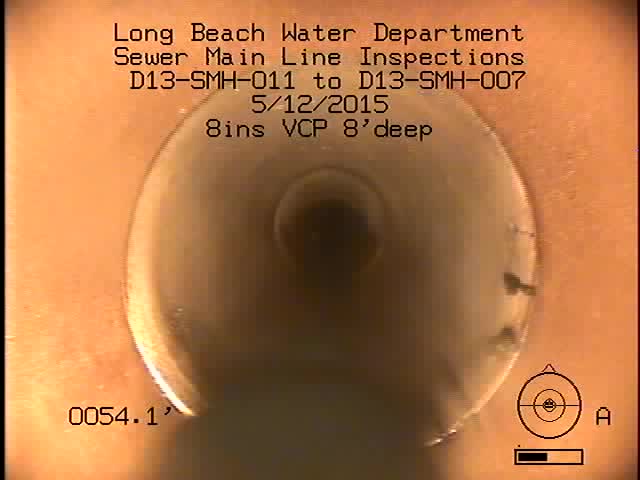 Long Beach Water Department
Sewer Main Line Inspections
D13-SMH-011 to D13-SMH-007
5/12/2015
8ins VCP 8'deep
0054.1'
A